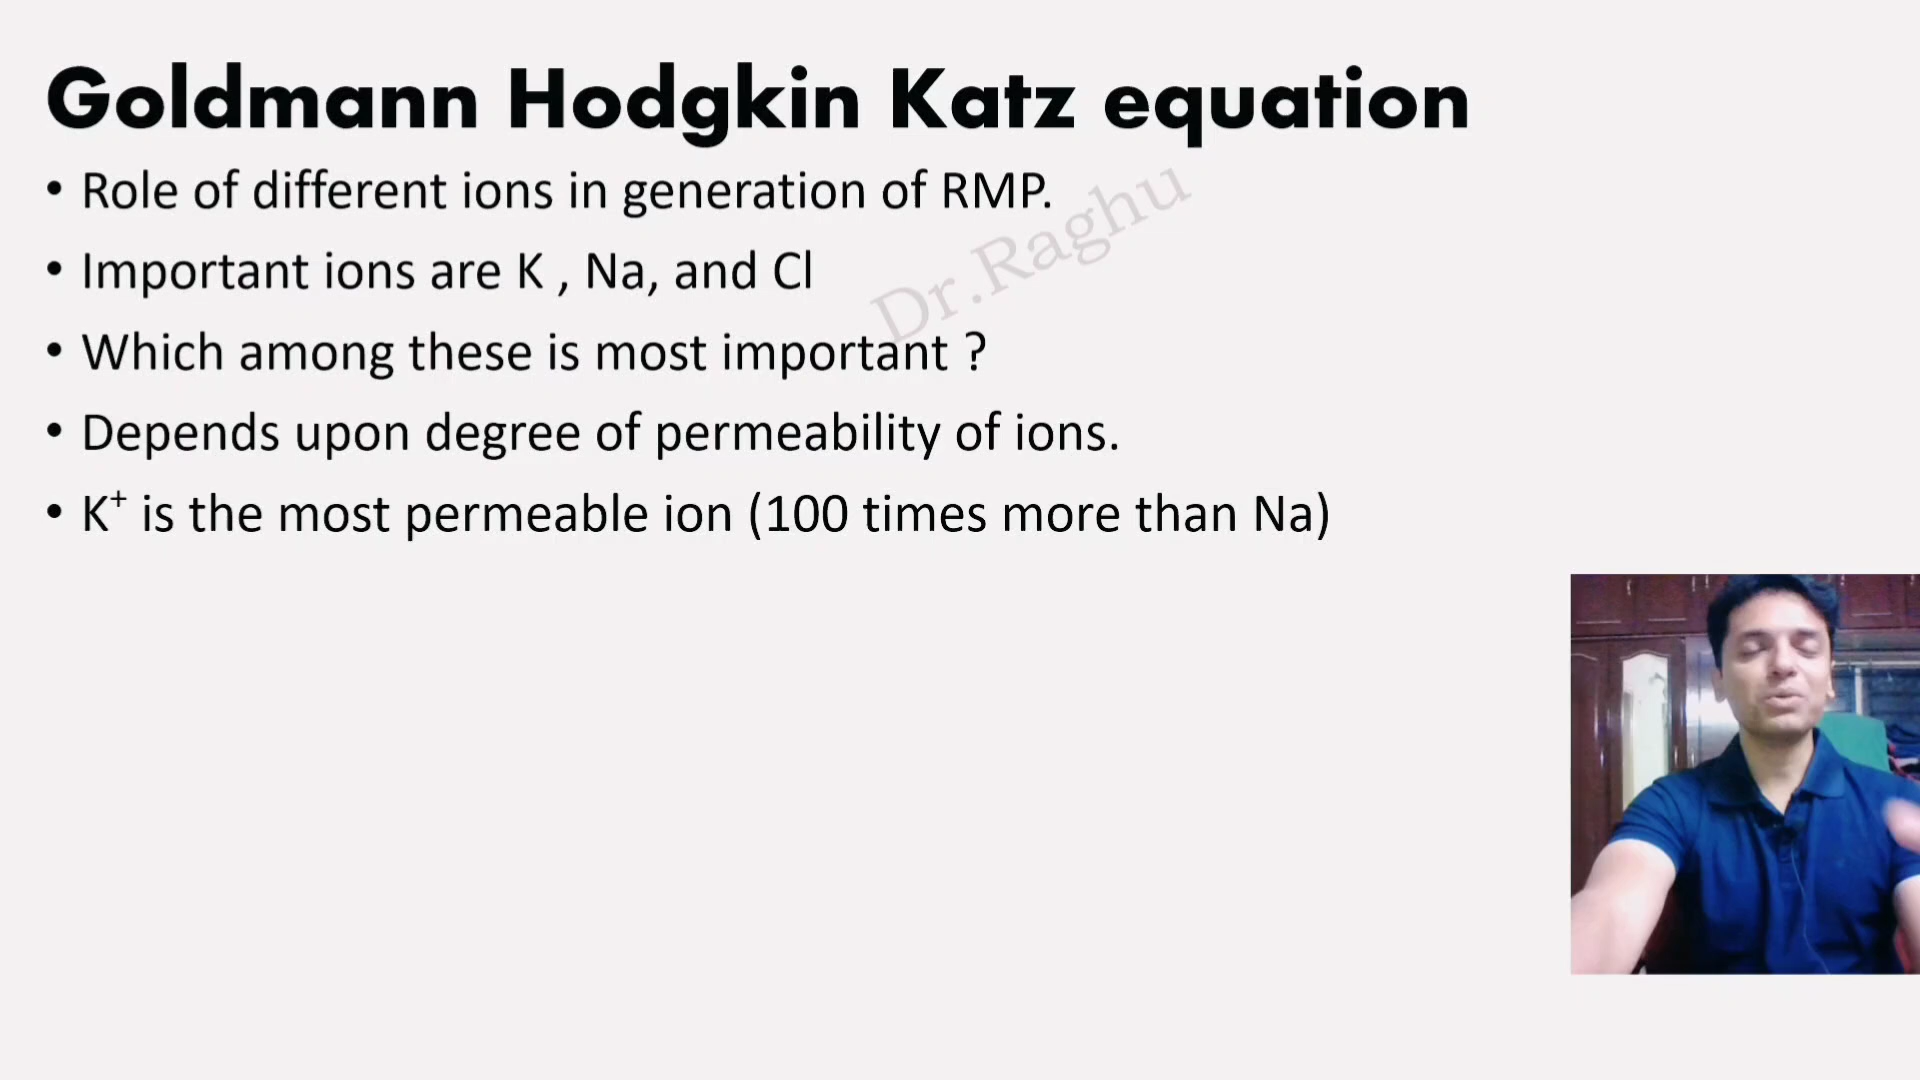 Goldmann Hodgkin Katz equation
• Role of different ions in generation of RMP.
• Important ions are K , Na, and Cl
• Which among these is most important ?
• Depends upon degree of permeability of ions.
• K⁺ is the most permeable ion (100 times more than Na)
Dr.Raghu